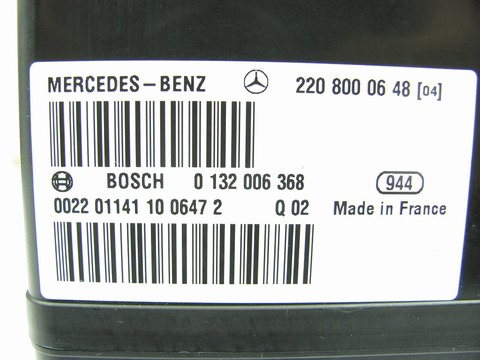 MERCEDES-BENZ 220 800 06 48 [04]
BOSCH 0 132 006 368 944
0022 01141 10 0647 2 Q 02 Made in France